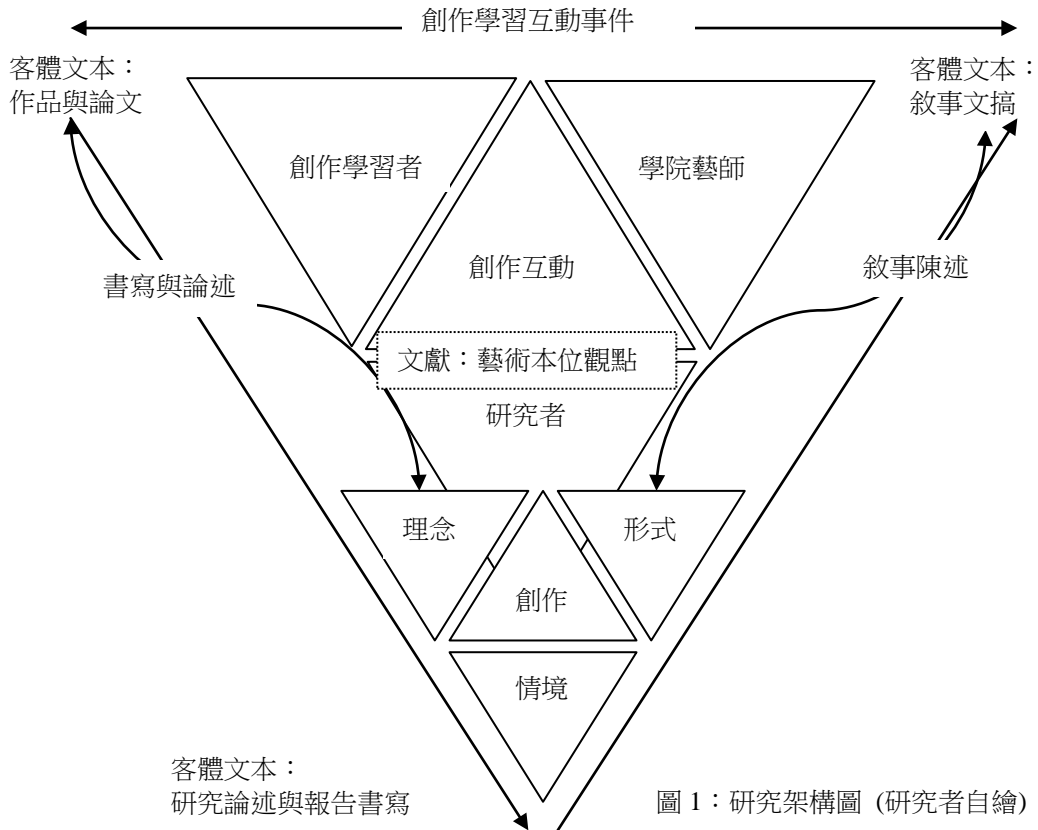 創作學習互動事件
客體文本：
作品與論文
客體文本：
敘事文搞
創作學習者
學院藝師
創作互動
書寫與論述
敘事陳述
文獻：藝術本位觀點
研究者
理念
形式
創作
情境
客體文本：
研究論述與報告書寫
圖 1：研究架構圖 (研究者自繪)